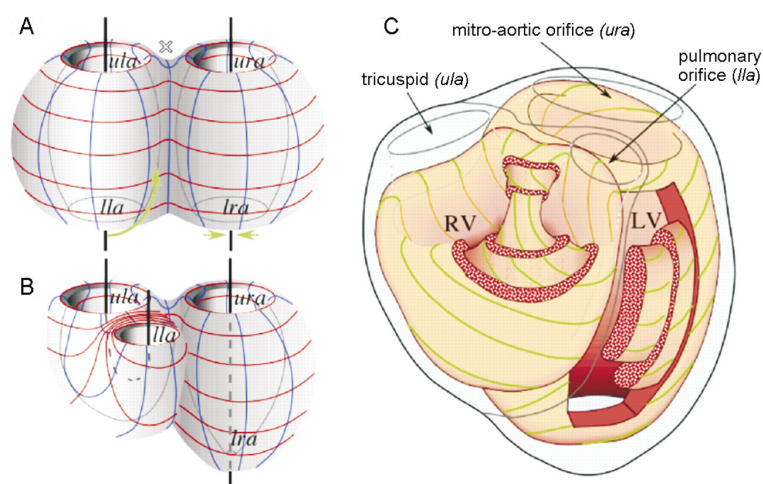 A
ula
ura
lla
lra
B
ula
ura
lla
lra
C
mitro-aortic orifice (ura)
pulmonary
orifice (lla)
tricuspid (ula)
RV
LV